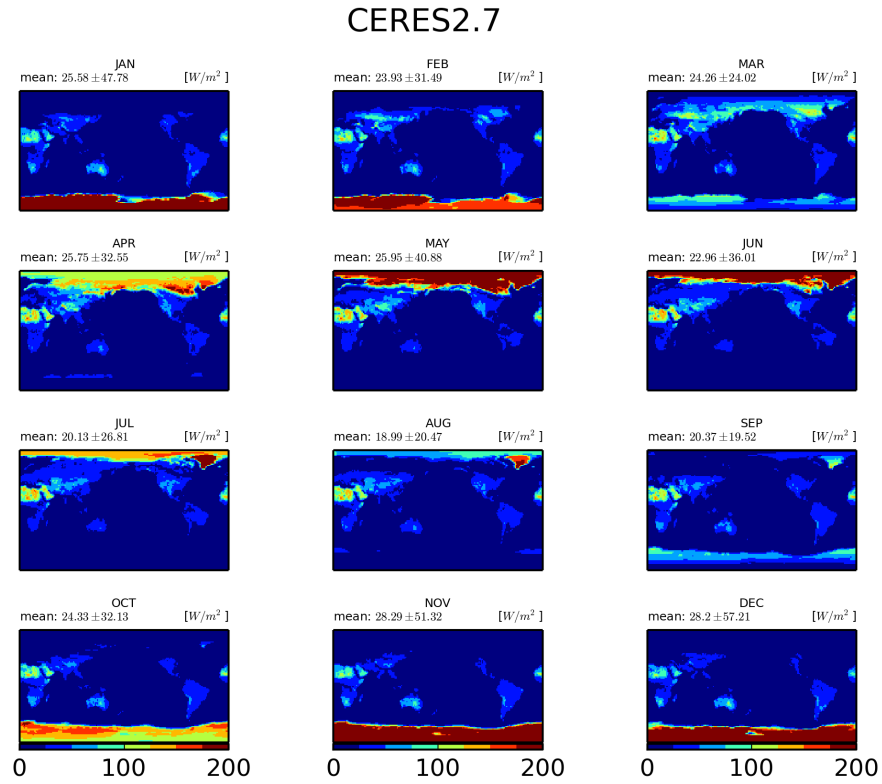 CERES2.7
JAN FEB MAR
mean: 25.58 ±47.78 [W/m² ] mean: 23.93 ±31.49 [W/m² ] mean: 24.26 ±24.02 [W/m² ]
APR MAY JUN
mean: 25.75 ±32.55 [W/m² ] mean: 25.95 ±40.88 [W/m² ] mean: 22.96 ±36.01 [W/m² ]
JUL AUG SEP
mean: 20.13 ±26.81 [W/m² ] mean: 18.99 ±20.47 [W/m² ] mean: 20.37 ±19.52 [W/m² ]
OCT NOV DEC
mean: 24.33 ±32.13 [W/m² ] mean: 28.29 ±51.32 [W/m² ] mean: 28.2 ±57.21 [W/m² ]
0 100 200 0 100 200 0 100 200